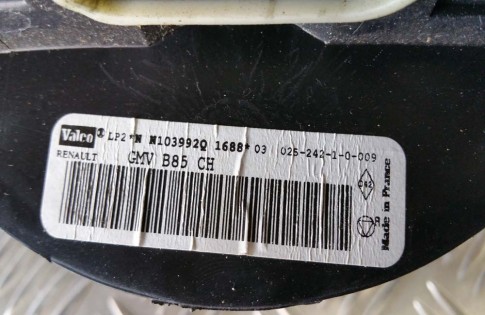 Valeo LP2*N N103992Q 1688* 03 025-242-1-0-009
RENAULT GMV B85 CH
Made in France